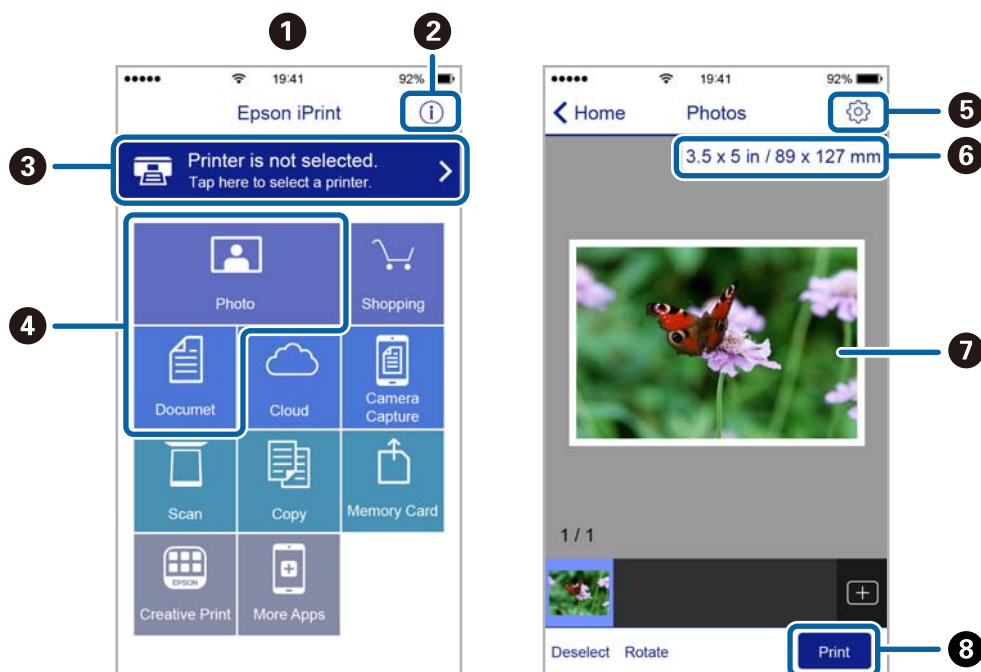 1
2
19:41
92%
Epson iPrint
3
Printer is not selected.
Tap here to select a printer.
4
Photo
Shopping
Documet
Cloud
Camera
Capture
Scan
Copy
Memory Card
EPSON
Creative Print
More Apps
19:41
92%
Home
Photos
5
3.5 x 5 in / 89 x 127 mm
6
7
1 / 1
Deselect
Rotate
Print
8